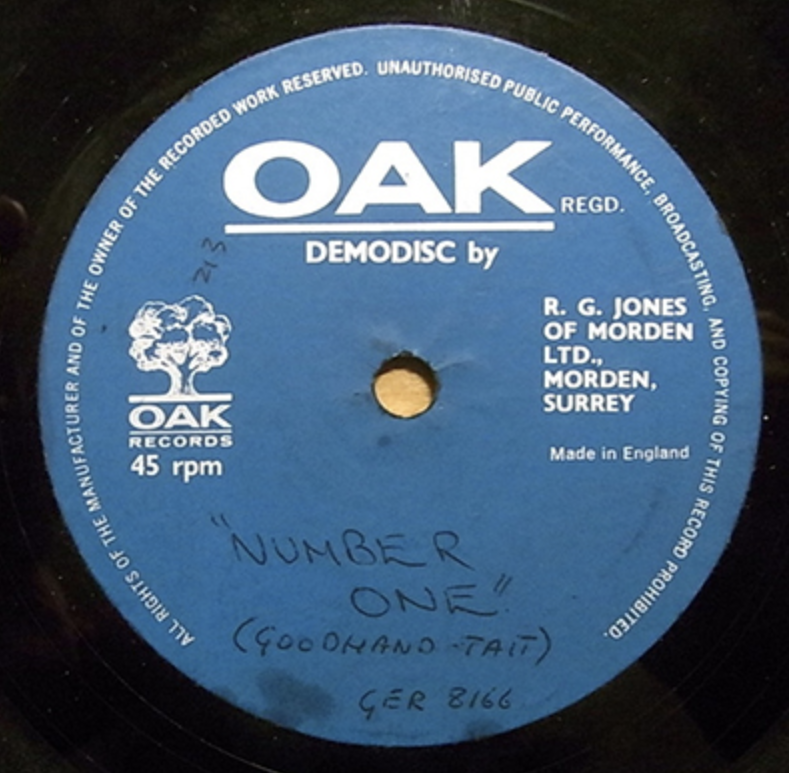 ALL RIGHTS OF THE MANUFACTURER AND OF THE OWNER OF THE RECORDED WORK RESERVED. UNAUTHORISED PUBLIC PERFORMANCE, BROADCASTING, AND COPYING OF THIS RECORD PROHIBITED.
OAK REGD.
DEMODISC by
213
R. G. JONES
OF MORDEN
LTD.,
MORDEN,
SURREY
Made in England
OAK
RECORDS
45 rpm
"NUMBER
ONE"
(GOODHAND-TAIT)
GER 8166